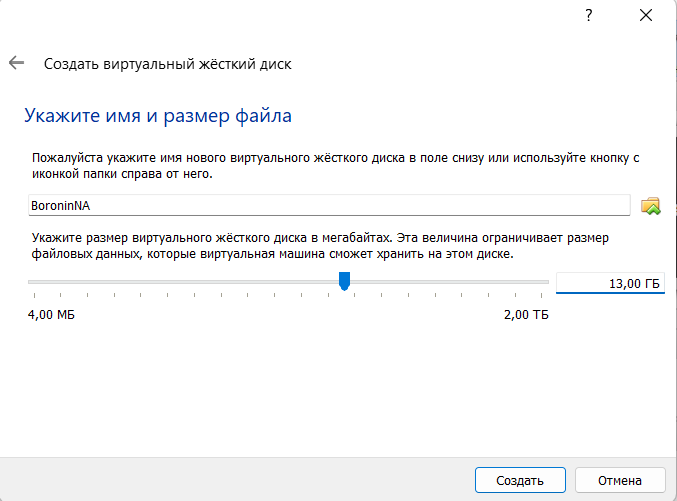 ?
Создать виртуальный жёсткий диск
Укажите имя и размер файла
Пожалуйста укажите имя нового виртуального жёсткого диска в поле снизу или используйте кнопку с
иконкой папки справа от него.
BoroninNA
Укажите размер виртуального жёсткого диска в мегабайтах. Эта величина ограничивает размер
файловых данных, которые виртуальная машина сможет хранить на этом диске.
13,00 ГБ
4,00 МБ
2,00 ТБ
Создать
Отмена